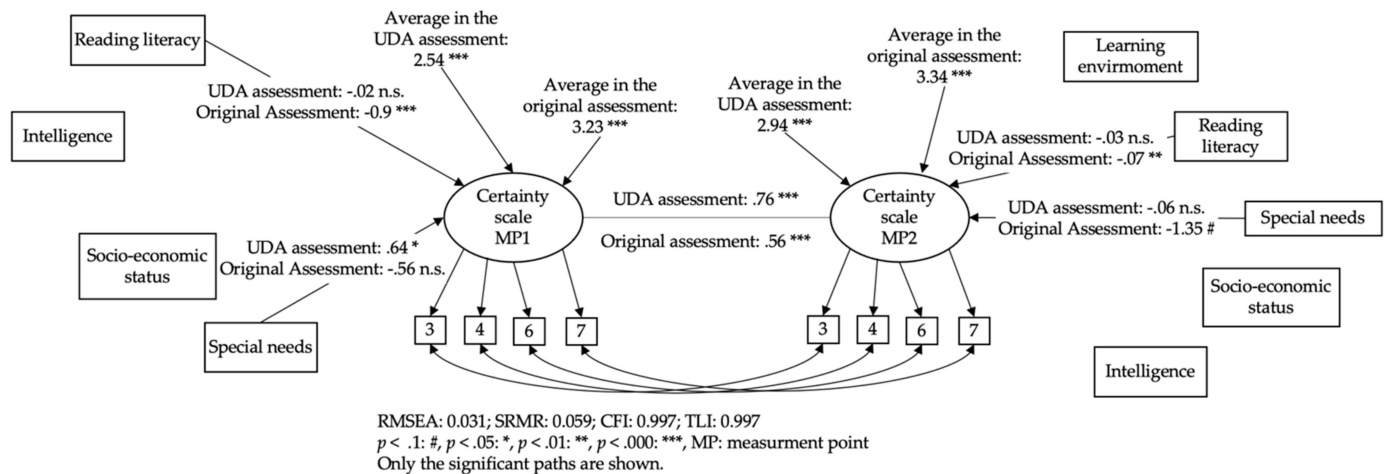 Reading literacy
Average in the
UDA assessment:
2.54 ***
UDA assessment: -.02 n.s.
Original Assessment: -0.9 ***
Average in the
original assessment:
3.23 ***
Intelligence
Certainty
scale
MP1
Socio-economic
status
UDA assessment: .64 *
Original Assessment: -.56 n.s.
Special needs
3
4
6
7
UDA assessment: .76 ***
Original assessment: .56 ***
Average in the
UDA assessment:
2.94 ***
Average in the
original assessment:
3.34 ***
Learning
envirmoment
UDA assessment: -.03 n.s.
Original Assessment: -.07 **
Reading
literacy
Certainty
scale
MP2
UDA assessment: -.06 n.s.
Original Assessment: -1.35 #
Special needs
Socio-economic
status
3
4
6
7
Intelligence
RMSEA: 0.031; SRMR: 0.059; CFI: 0.997; TLI: 0.997
p < .1: #, p < .05: *, p < .01: **, p < .000: ***, MP: measurment point
Only the significant paths are shown.